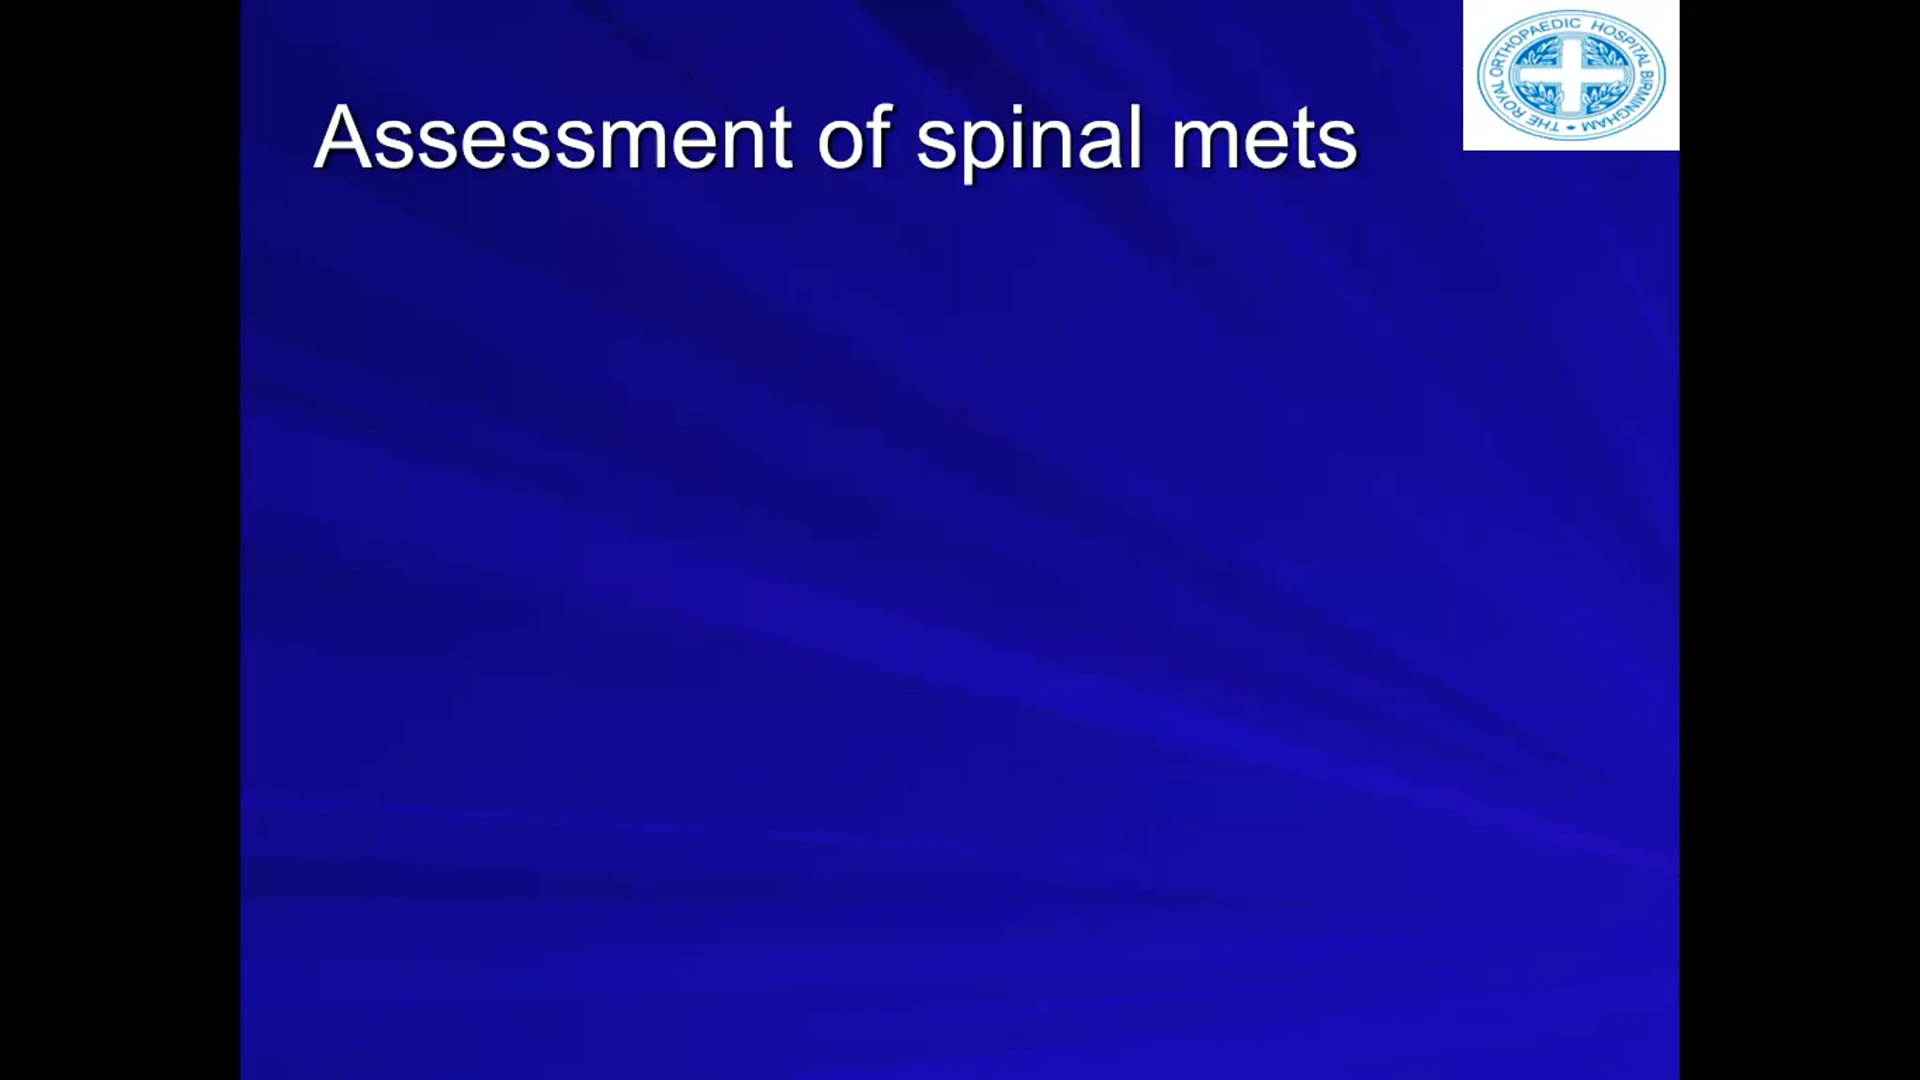 Assessment of spinal mets
THE ROYAL ORTHOPAEDIC HOSPITAL BIRMINGHAM